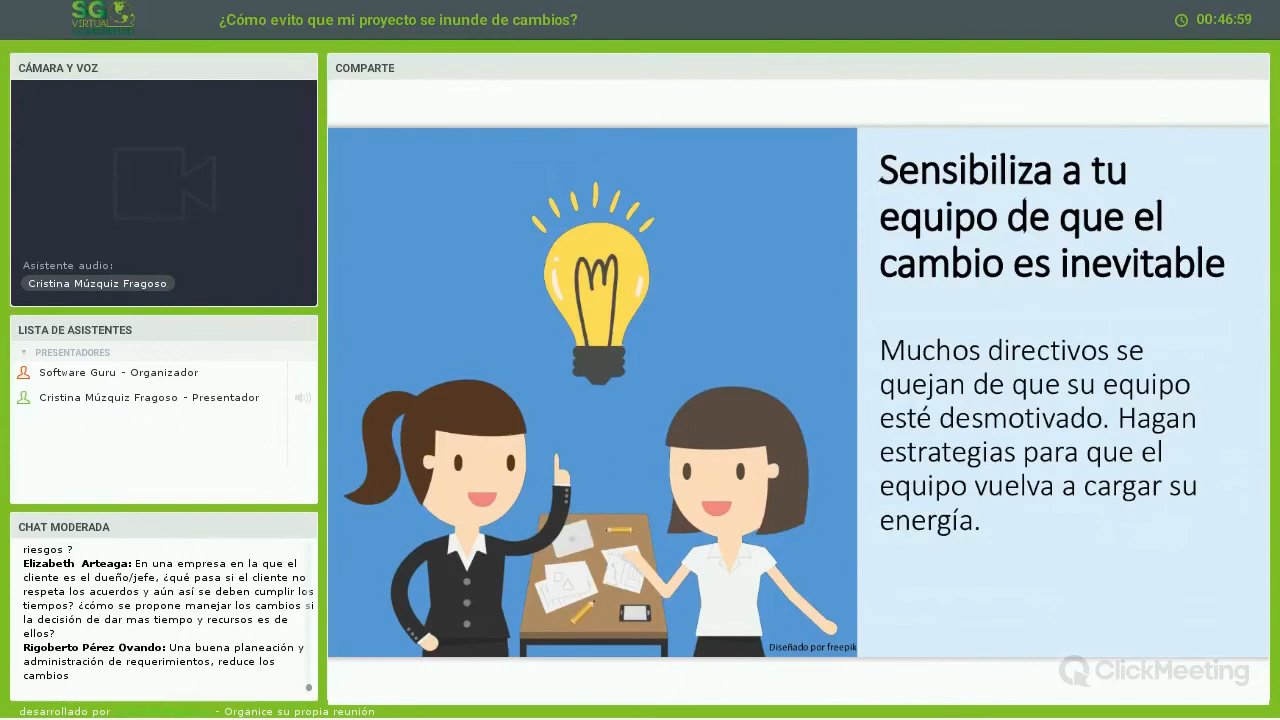 SG
VIRTUAL
¿Cómo evito que mi proyecto se inunde de cambios?
00:46:59
CÁMARA Y VOZ
Asistente audio:
Cristina Múzquiz Fragoso
LISTA DE ASISTENTES
PRESENTADORES
Software Guru - Organizador
Cristina Múzquiz Fragoso - Presentador
CHAT MODERADA
riesgos ?
Elizabeth Arteaga: En una empresa en la que el
cliente es el dueño/jefe, ¿qué pasa si el cliente no
respeta los acuerdos y aún así se deben cumplir los
tiempos? ¿cómo se propone manejar los cambios si
la decisión de dar mas tiempo y recursos es de
ellos?
Rigoberto Pérez Ovando: Una buena planeación y
administración de requerimientos, reduce los
cambios
desarrollado por
- Organice su propia reunión
COMPARTE
Sensibiliza a tu
equipo de que el
cambio es inevitable
Muchos directivos se
quejan de que su equipo
esté desmotivado. Hagan
estrategias para que el
equipo vuelva a cargar su
energía.
Diseñado por freepik
ClickMeeting